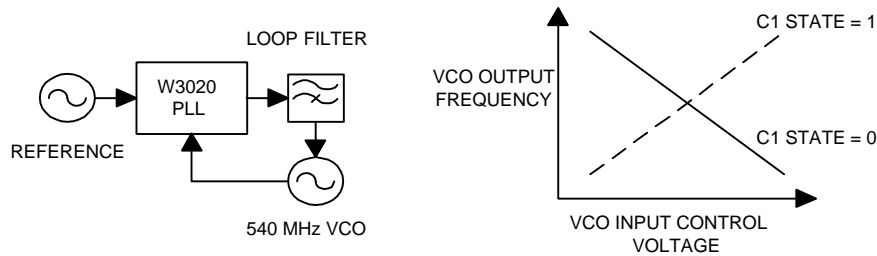 LOOP FILTER
W3020
PLL
REFERENCE
540 MHz VCO
C1 STATE = 1
VCO OUTPUT
FREQUENCY
C1 STATE = 0
VCO INPUT CONTROL
VOLTAGE